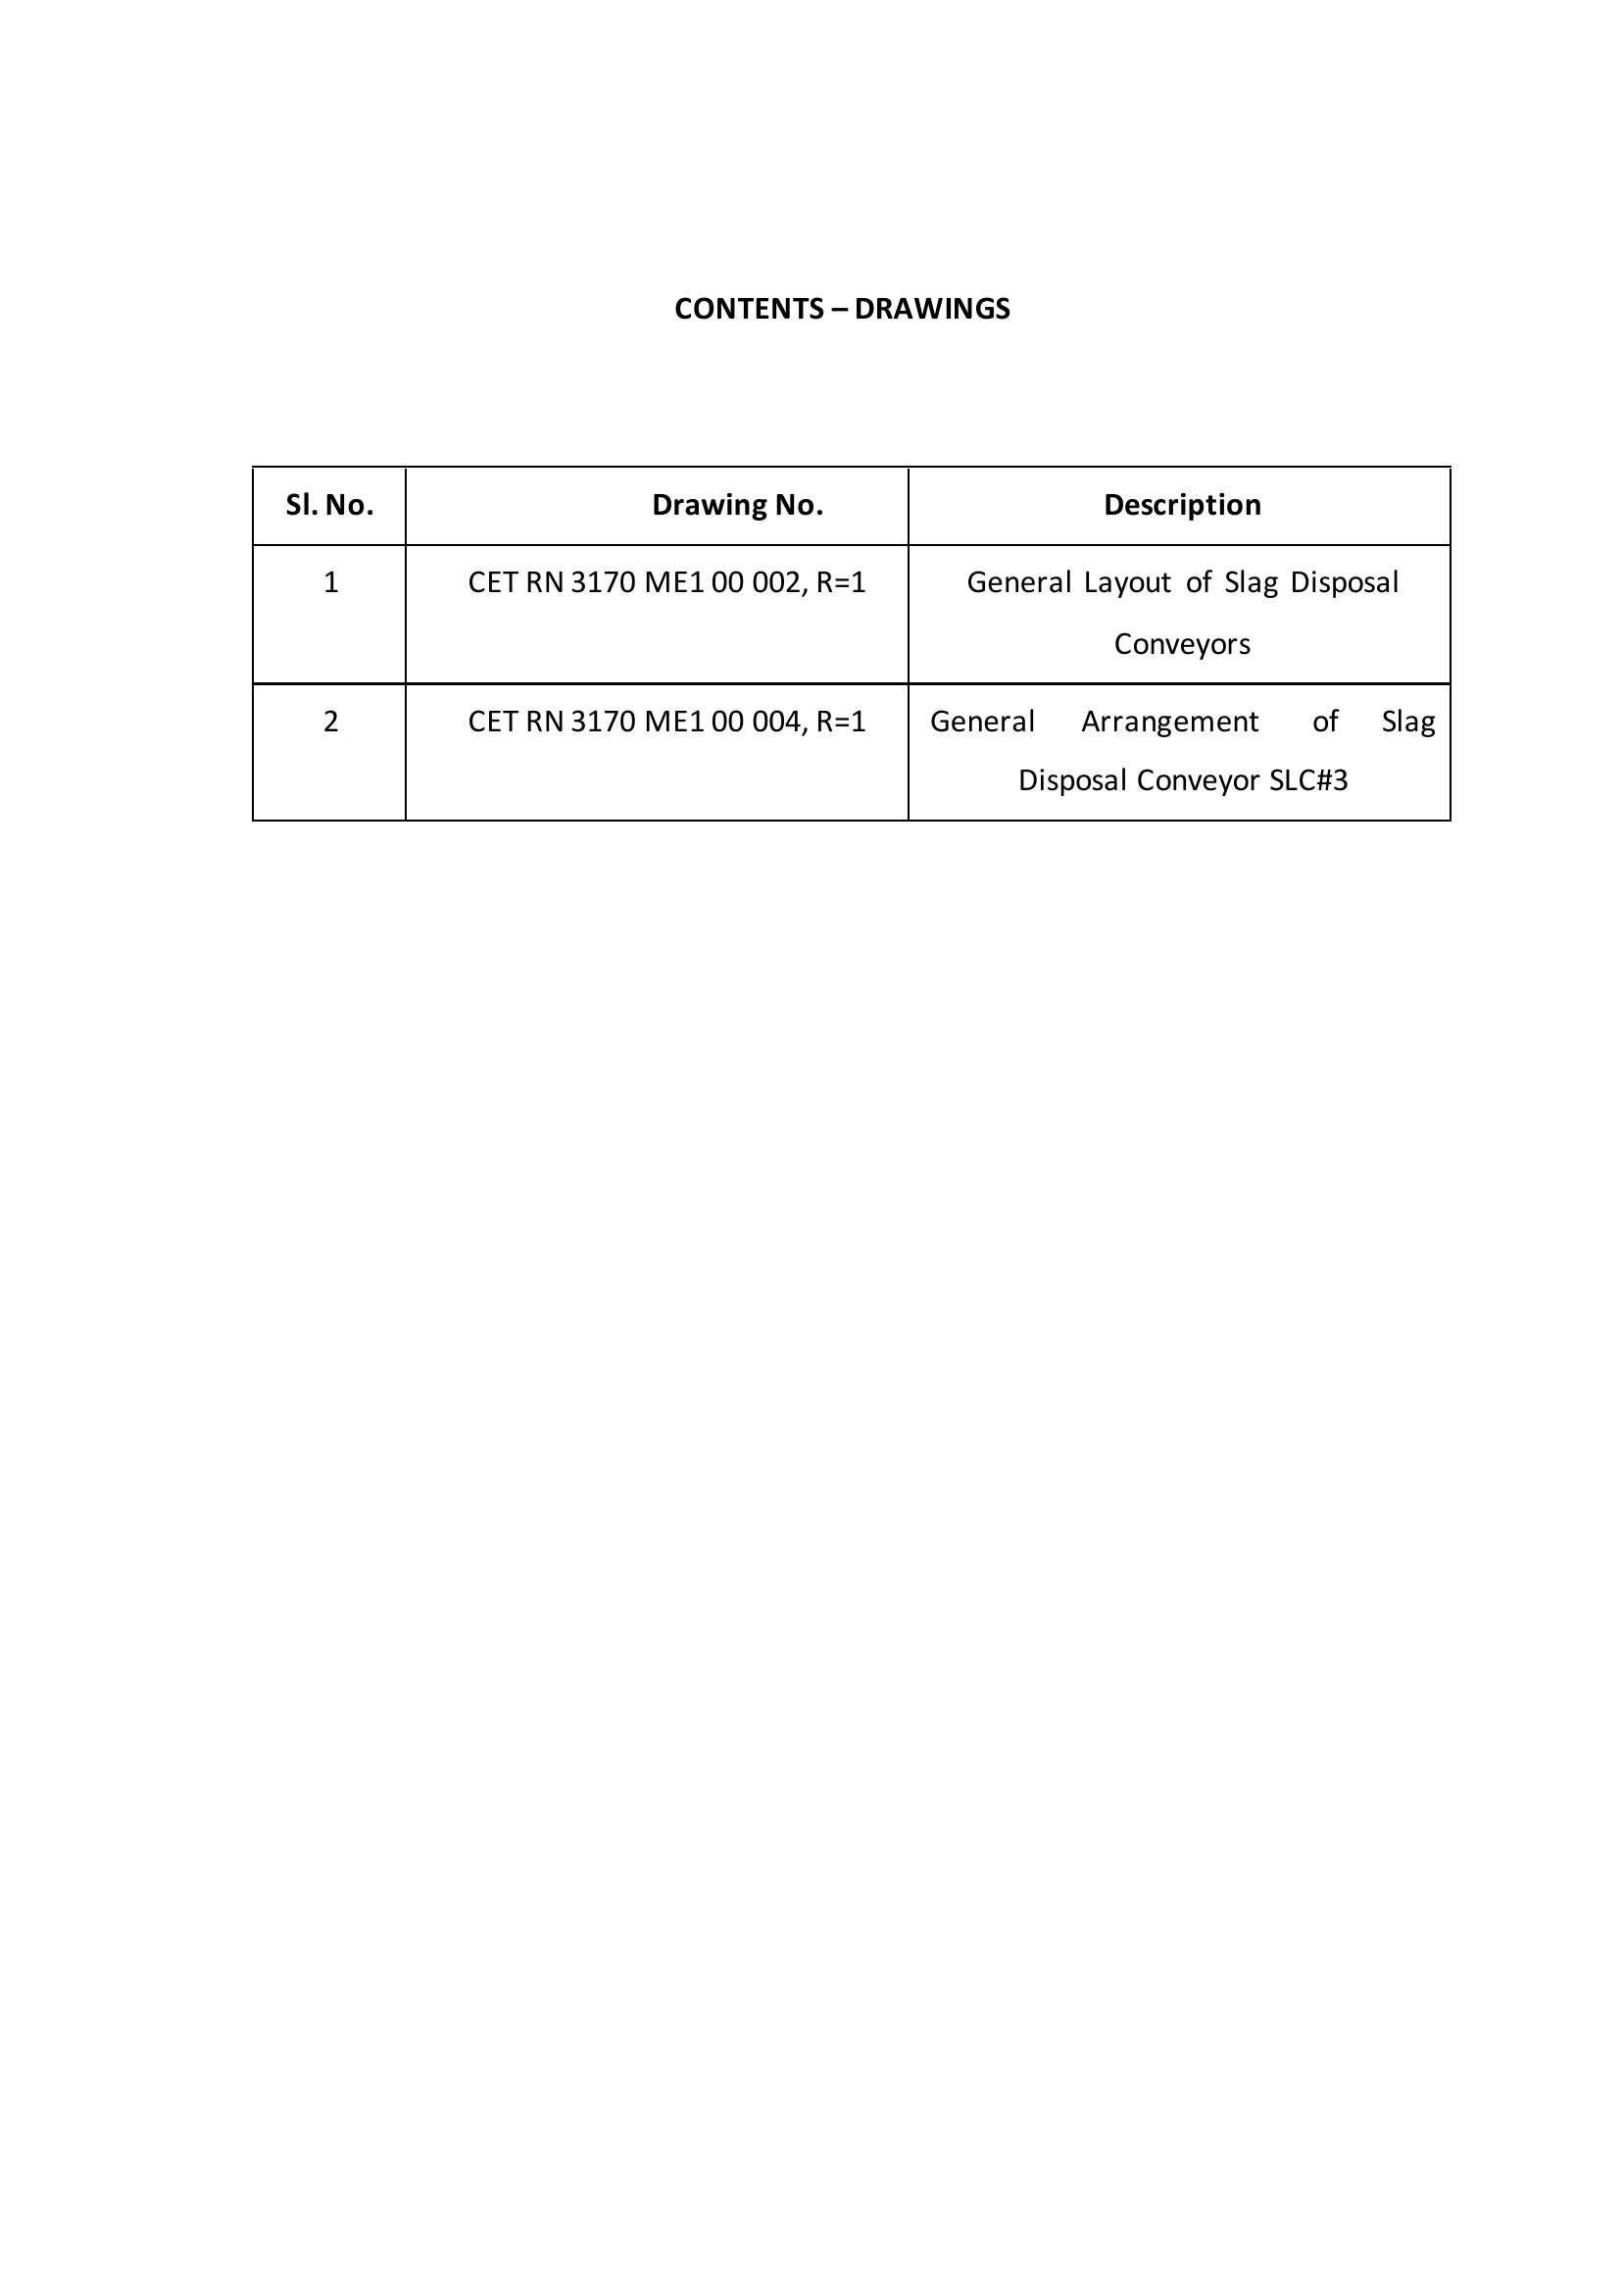 CONTENTS – DRAWINGS
Sl. No. Drawing No. Description
1 CET RN 3170 ME1 00 002, R=1 General Layout of Slag Disposal
Conveyors
2 CET RN 3170 ME1 00 004, R=1 General Arrangement of Slag
Disposal Conveyor SLC#3